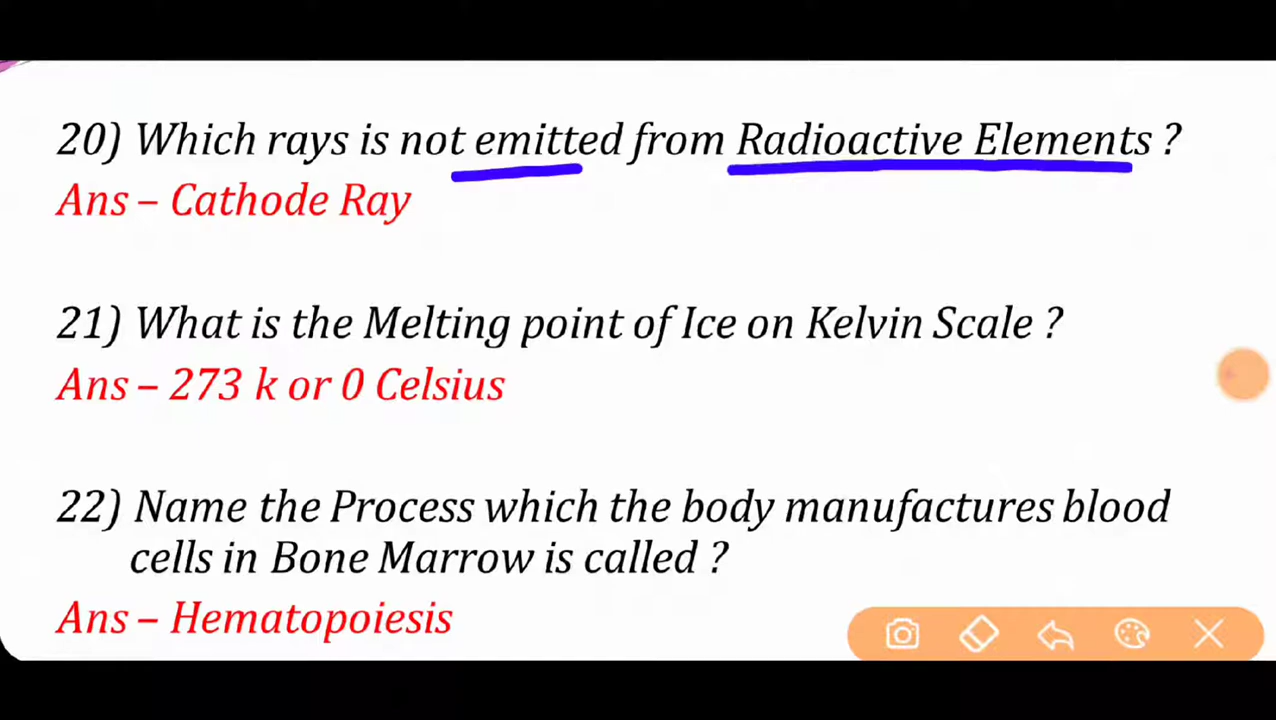 20) Which rays is not emitted from Radioactive Elements ?
Ans – Cathode Ray
21) What is the Melting point of Ice on Kelvin Scale ?
Ans – 273 k or 0 Celsius
22) Name the Process which the body manufactures blood
cells in Bone Marrow is called ?
Ans – Hematopoiesis